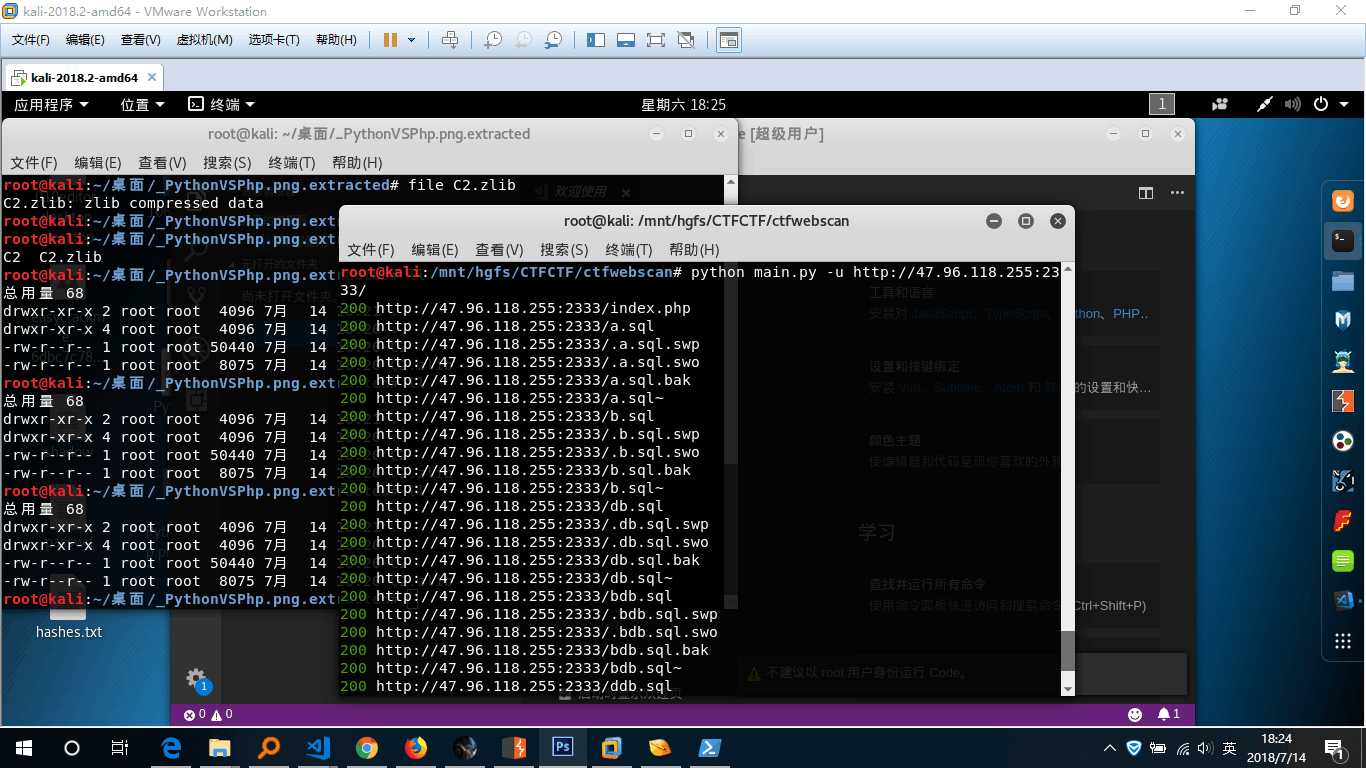 kali-2018.2-amd64 - VMware Workstation
文件(F) 编辑(E) 查看(V) 虚拟机(M) 选项卡(T) 帮助(H)
kali-2018.2-amd64
应用程序 位置 终端 星期六 18:25 1
root@kali: ~/桌面/_PythonVSPhp.png.extracted
e [超级用户]
文件(F) 编辑(E) 查看(V) 搜索(S) 终端(T) 帮助(H)
root@kali:~/桌面/_PythonVSPhp.png.extracted# file C2.zlib
C2.zlib: zlib compressed data
root@kali:~/桌面/_PythonVSPhp.png.extr
root@kali:~/桌面/_PythonVSPhp.png.extr
C2 C2.zlib
总用量 68
drwxr-xr-x 2 root root 4096 7月 14
drwxr-xr-x 4 root root 4096 7月 14
-rw-r--r-- 1 root root 50440 7月 14
-rw-r--r-- 1 root root 8075 7月 14
root@kali:~/桌面/_PythonVSPhp.png.extr
总用量 68
drwxr-xr-x 2 root root 4096 7月 14
drwxr-xr-x 4 root root 4096 7月 14
-rw-r--r-- 1 root root 50440 7月 14
-rw-r--r-- 1 root root 8075 7月 14
root@kali:~/桌面/_PythonVSPhp.png.extr
总用量 68
drwxr-xr-x 2 root root 4096 7月 14
drwxr-xr-x 4 root root 4096 7月 14
-rw-r--r-- 1 root root 50440 7月 14
-rw-r--r-- 1 root root 8075 7月 14
root@kali:~/桌面/_PythonVSPhp.png.extr
hashes.txt
欢迎使用
root@kali: /mnt/hgfs/CTFCTF/ctfwebscan
文件(F) 编辑(E) 查看(V) 搜索(S) 终端(T) 帮助(H)
root@kali:/mnt/hgfs/CTFCTF/ctfwebscan# python main.py -u http://47.96.118.255:23
33/
200 http://47.96.118.255:2333/index.php
200 http://47.96.118.255:2333/a.sql
200 http://47.96.118.255:2333/.a.sql.swp
200 http://47.96.118.255:2333/.a.sql.swo
200 http://47.96.118.255:2333/a.sql.bak
200 http://47.96.118.255:2333/a.sql~
200 http://47.96.118.255:2333/b.sql
200 http://47.96.118.255:2333/.b.sql.swp
200 http://47.96.118.255:2333/.b.sql.swo
200 http://47.96.118.255:2333/b.sql.bak
200 http://47.96.118.255:2333/b.sql~
200 http://47.96.118.255:2333/db.sql
200 http://47.96.118.255:2333/.db.sql.swp
200 http://47.96.118.255:2333/.db.sql.swo
200 http://47.96.118.255:2333/db.sql.bak
200 http://47.96.118.255:2333/db.sql~
200 http://47.96.118.255:2333/bdb.sql
200 http://47.96.118.255:2333/.bdb.sql.swp
200 http://47.96.118.255:2333/.bdb.sql.swo
200 http://47.96.118.255:2333/bdb.sql.bak
200 http://47.96.118.255:2333/bdb.sql~
200 http://47.96.118.255:2333/ddb.sql
工具和语言
安装对 JavaScript、TypeScript、Python、PHP…
设置和按键绑定
安装 Vim、Sublime、Atom 和 其他 的设置和快…
颜色主题
使编辑器和代码呈现你喜欢的外观
学习
查找并运行所有命令
使用命令面板快速访问和搜索命令 (Ctrl+Shift+P)
不建议以 root 用户身份运行 Code。
1
0 0
1
英 18:24
2018/7/14
1